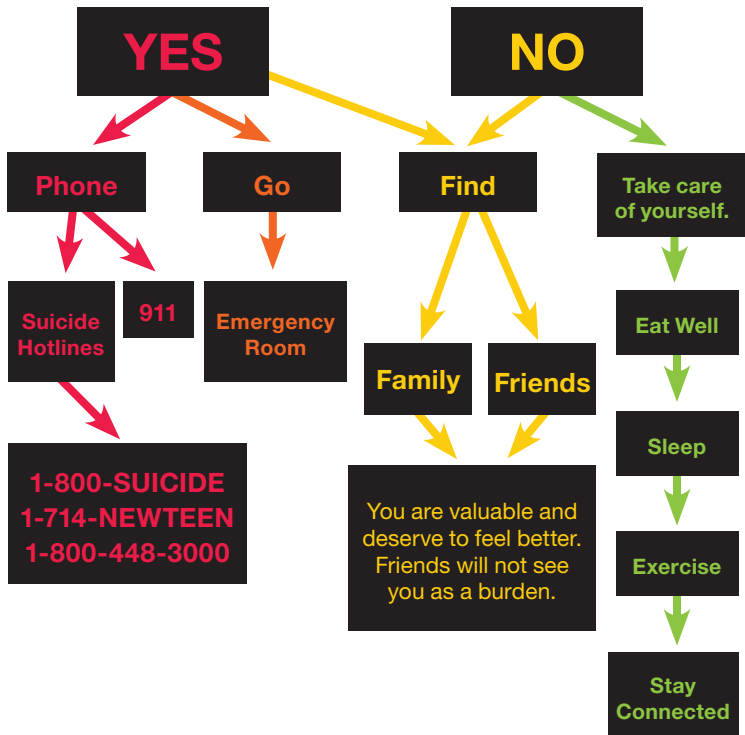 YES
NO
Phone
Go
Find
Take care
of yourself.
Suicide
Hotlines
911
Emergency
Room
Eat Well
Family
Friends
Sleep
1-800-SUICIDE
1-714-NEWTEEN
1-800-448-3000
You are valuable and
deserve to feel better.
Friends will not see
you as a burden.
Exercise
Stay
Connected